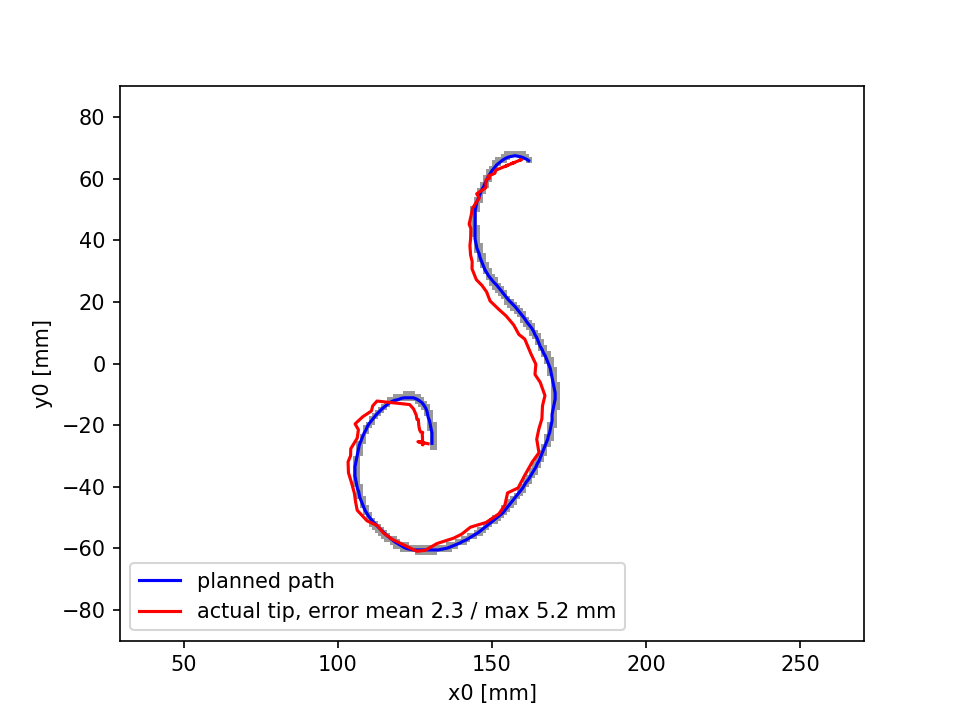 80
60
40
20
0
−20
−40
−60
−80
y0 [mm]
planned path
actual tip, error mean 2.3 / max 5.2 mm
50 100 150 200 250
x0 [mm]